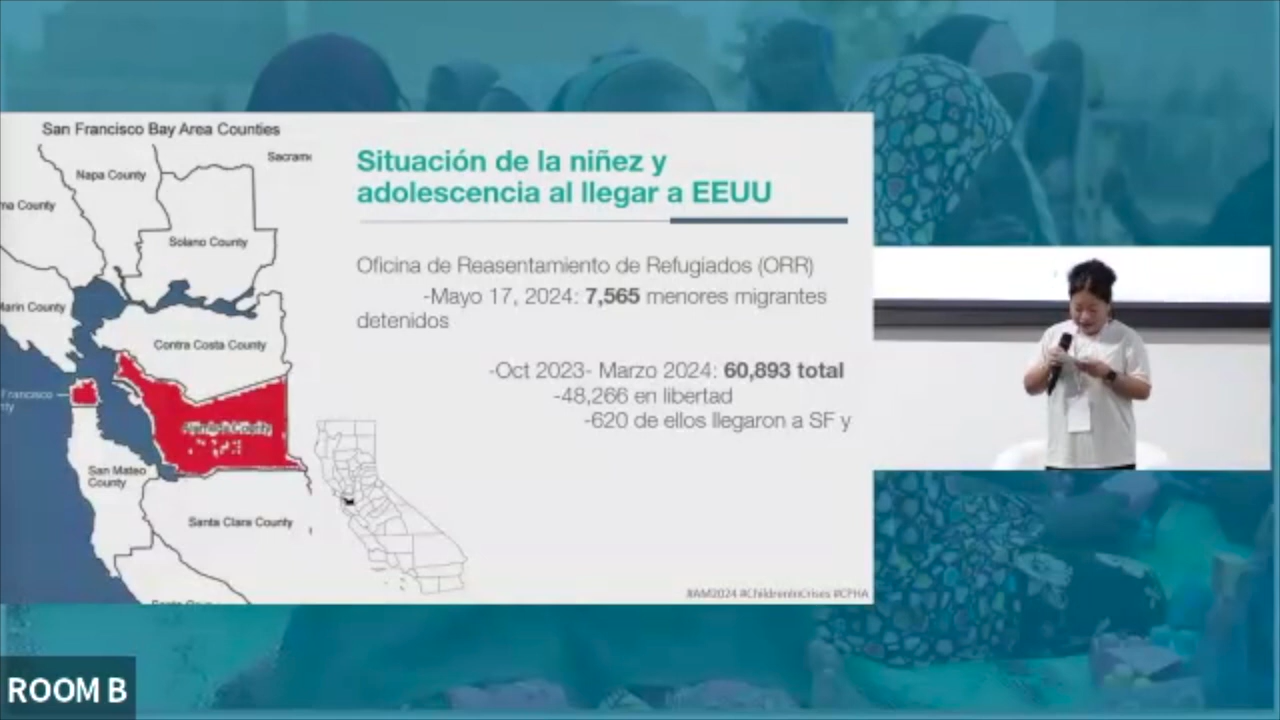 San Francisco Bay Area Counties
Napa County
Solano County
Contra Costa County
San Mateo
County
Santa Clara County
Situación de la niñez y
adolescencia al llegar a EEUU
Oficina de Reasentamiento de Refugiados (ORR)
-Mayo 17, 2024: 7,565 menores migrantes
detenidos
-Oct 2023- Marzo 2024: 60,893 total
-48,266 en libertad
-620 de ellos llegaron a SF y
#AM2024 #ChildrenInCrises #CPHA
ROOM B